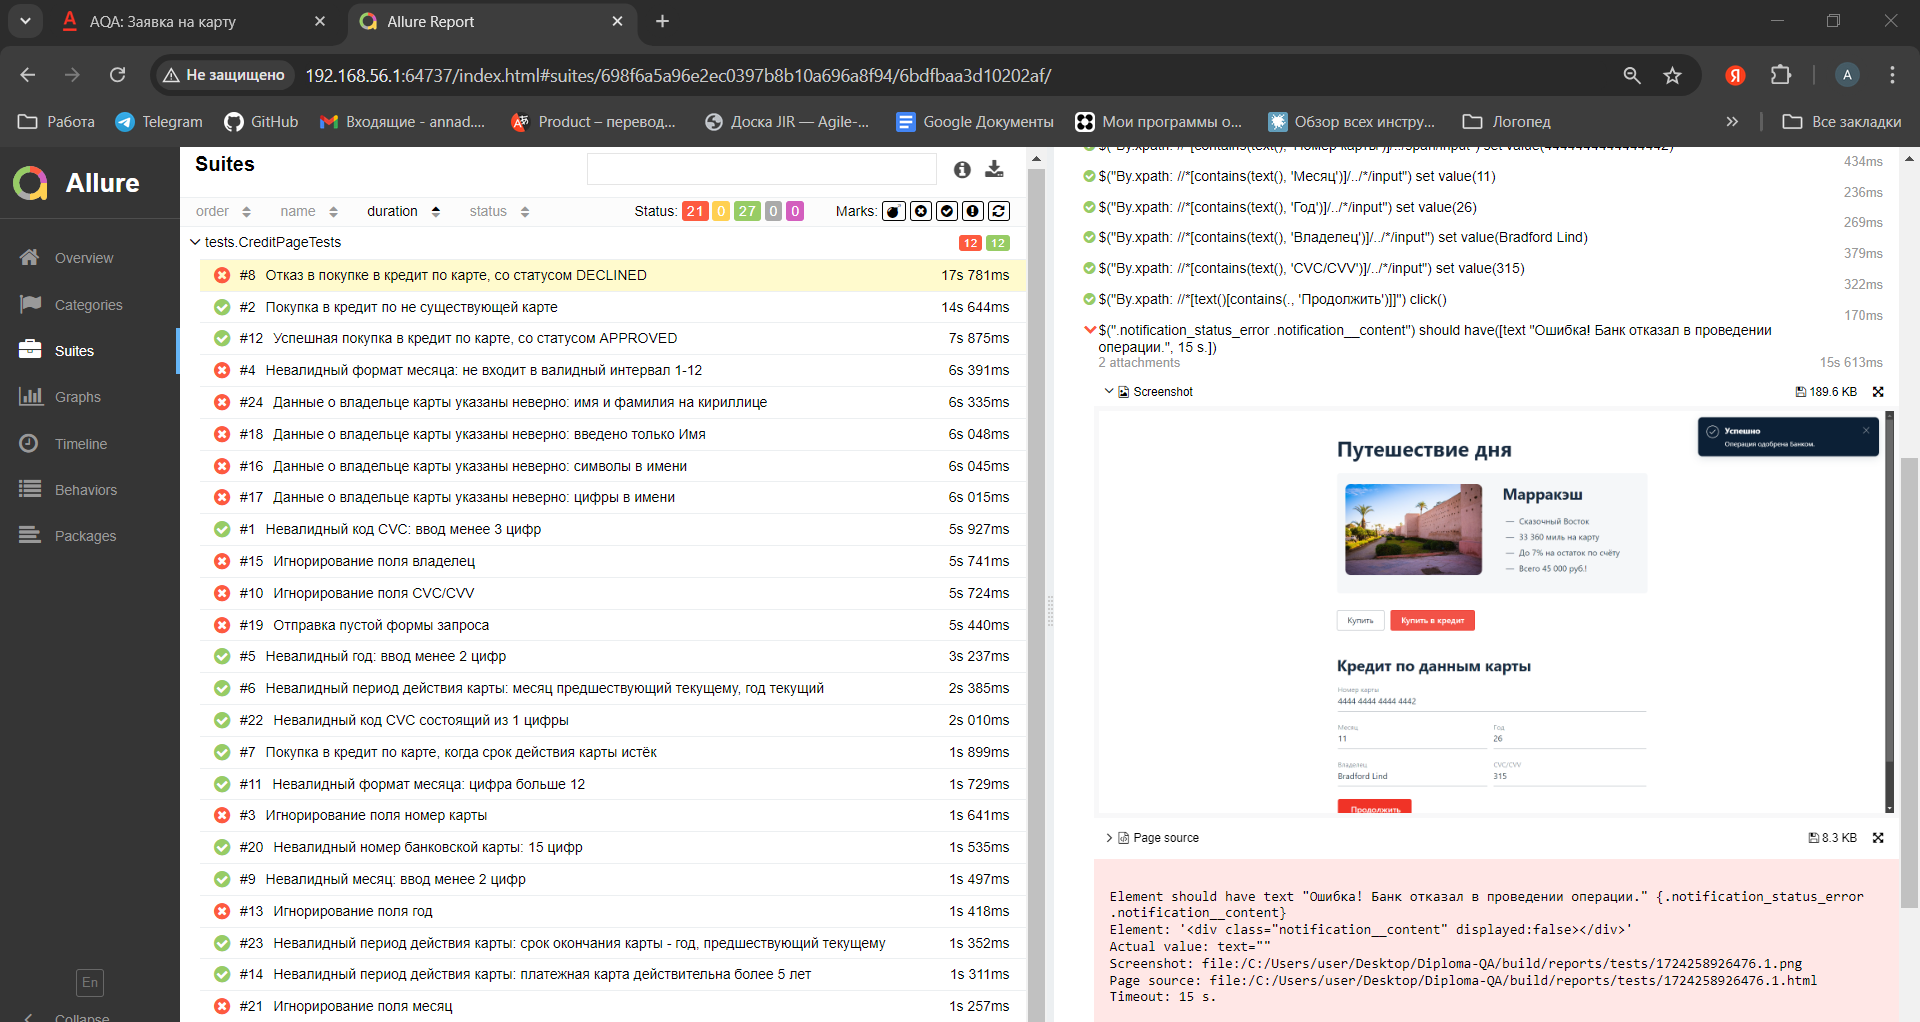 AQA: Заявка на карту
Allure Report
Не защищено
192.168.56.1:64737/index.html#suites/698f6a5a96e2ec0397b8b10a696a8f94/6bdfbaa3d10202af/
Я
A
Работа
Telegram
GitHub
Входящие - annad....
Product – перевод...
Доска JIR — Agile-...
Google Документы
Мои программы о...
Обзор всех инстру...
Логопед
Все закладки
Allure
Overview
Categories
Suites
Graphs
Timeline
Behaviors
Packages
En
Collapse
Suites
order name duration status
Status: 21 0 27 0 0
Marks:
tests.CreditPageTests 12 12
#8 Отказ в покупке в кредит по карте, со статусом DECLINED 17s 781ms
#2 Покупка в кредит по не существующей карте 14s 644ms
#12 Успешная покупка в кредит по карте, со статусом APPROVED 7s 875ms
#4 Невалидный формат месяца: не входит в валидный интервал 1-12 6s 391ms
#24 Данные о владельце карты указаны неверно: имя и фамилия на кириллице 6s 335ms
#18 Данные о владельце карты указаны неверно: введено только Имя 6s 048ms
#16 Данные о владельце карты указаны неверно: символы в имени 6s 045ms
#17 Данные о владельце карты указаны неверно: цифры в имени 6s 015ms
#1 Невалидный код CVC: ввод менее 3 цифр 5s 927ms
#15 Игнорирование поля владелец 5s 741ms
#10 Игнорирование поля CVC/CVV 5s 724ms
#19 Отправка пустой формы запроса 5s 440ms
#5 Невалидный год: ввод менее 2 цифр 3s 237ms
#6 Невалидный период действия карты: месяц предшествующий текущему, год текущий 2s 385ms
#22 Невалидный код CVC состоящий из 1 цифры 2s 010ms
#7 Покупка в кредит по карте, когда срок действия карты истёк 1s 899ms
#11 Невалидный формат месяца: цифра больше 12 1s 729ms
#3 Игнорирование поля номер карты 1s 641ms
#20 Невалидный номер банковской карты: 15 цифр 1s 535ms
#9 Невалидный месяц: ввод менее 2 цифр 1s 497ms
#13 Игнорирование поля год 1s 418ms
#23 Невалидный период действия карты: срок окончания карты - год, предшествующий текущему 1s 352ms
#14 Невалидный период действия карты: платежная карта действительна более 5 лет 1s 311ms
#21 Игнорирование поля месяц 1s 257ms
$("By.xpath: //*[contains(text(), 'Номер карты')]/../span/input") set value(4444444444444442)
434ms
$("By.xpath: //*[contains(text(), 'Месяц')]/../*/input") set value(11)
236ms
$("By.xpath: //*[contains(text(), 'Год')]/../*/input") set value(26)
269ms
$("By.xpath: //*[contains(text(), 'Владелец')]/../*/input") set value(Bradford Lind)
379ms
$("By.xpath: //*[contains(text(), 'CVC/CVV')]/../*/input") set value(315)
322ms
$("By.xpath: //*[text()[contains(., 'Продолжить')]]") click()
170ms
$(".notification_status_error .notification__content") should have([text "Ошибка! Банк отказал в проведении
операции.", 15 s.])
2 attachments 15s 613ms
Screenshot 189.6 KB
Успешно
Операция одобрена Банком.
Путешествие дня
Марракэш
— Сказочный Восток
— 33 360 миль на карту
— До 7% на остаток по счёту
— Всего 45 000 руб.!
Купить
Купить в кредит
Кредит по данным карты
Номер карты
4444 4444 4444 4442
Месяц Год
11 26
Владелец CVC/CVV
Bradford Lind 315
Продолжить
Page source 8.3 KB
Element should have text "Ошибка! Банк отказал в проведении операции." {.notification_status_error
.notification__content}
Element: '<div class="notification__content" displayed:false></div>'
Actual value: text=""
Screenshot: file:/C:/Users/user/Desktop/Diploma-QA/build/reports/tests/1724258926476.1.png
Page source: file:/C:/Users/user/Desktop/Diploma-QA/build/reports/tests/1724258926476.1.html
Timeout: 15 s.